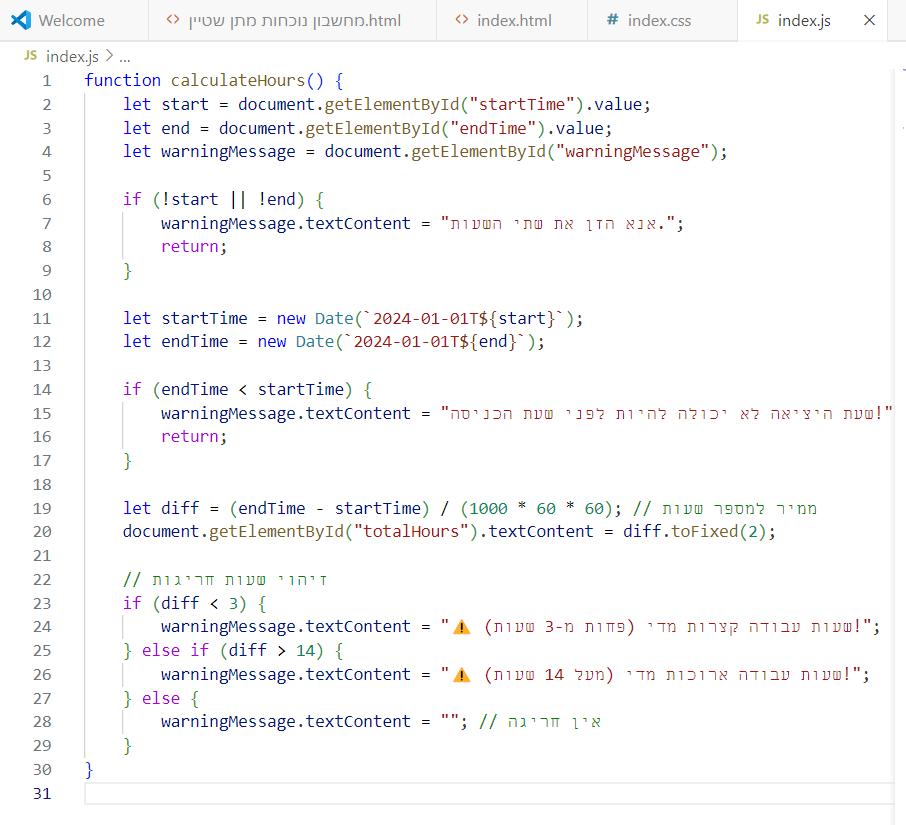 Welcome
מחשבון נוכחות מתן שטיין.html
index.html
# index.css
JS index.js
JS index.js > ...
1 function calculateHours() {
2     let start = document.getElementById("startTime").value;
3     let end = document.getElementById("endTime").value;
4     let warningMessage = document.getElementById("warningMessage");
5
6     if (!start || !end) {
7         warningMessage.textContent = "אנא הזן את שתי השעות.";
8         return;
9     }
10
11     let startTime = new Date(`2024-01-01T${start}`);
12     let endTime = new Date(`2024-01-01T${end}`);
13
14     if (endTime < startTime) {
15         warningMessage.textContent = "שעת היציאה לא יכולה להיות לפני שעת הכניסה!"
16         return;
17     }
18
19     let diff = (endTime - startTime) / (1000 * 60 * 60); // ממיר למספר שעות
20     document.getElementById("totalHours").textContent = diff.toFixed(2);
21
22     // זיהוי שעות חריגות
23     if (diff < 3) {
24         warningMessage.textContent = "⚠️ שעות עבודה קצרות מדי (פחות מ-3 שעות)!";
25     } else if (diff > 14) {
26         warningMessage.textContent = "⚠️ שעות עבודה ארוכות מדי (מעל 14 שעות)!";
27     } else {
28         warningMessage.textContent = ""; // אין חריגה
29     }
30 }
31